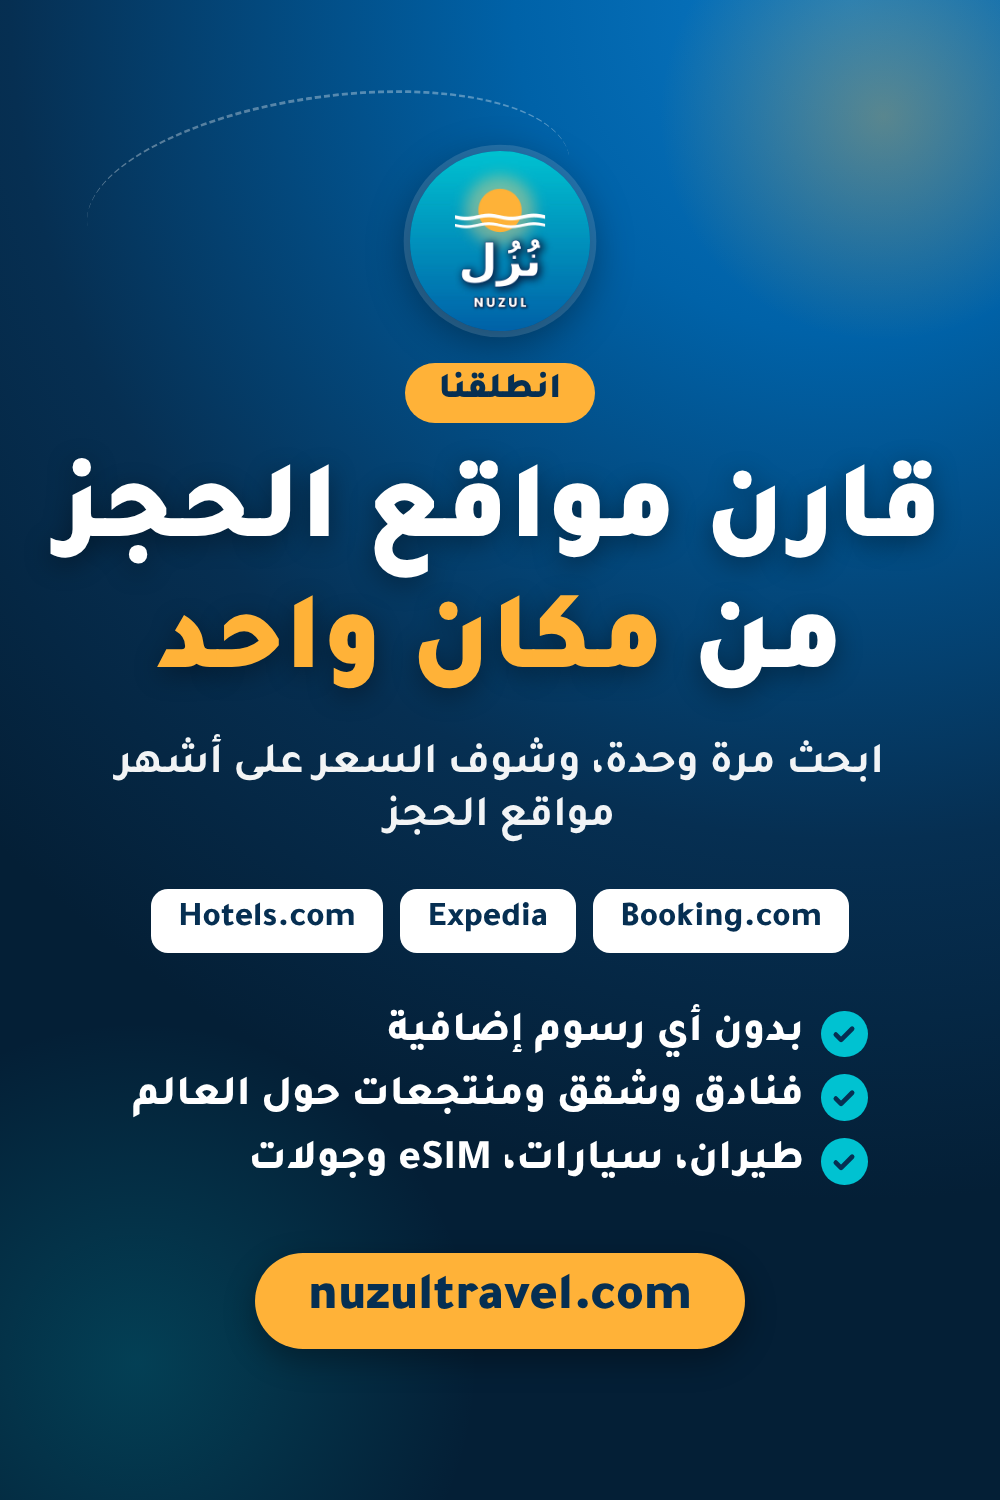 نُزُل
NUZUL
انطلقنا
قارن مواقع الحجز
من مكان واحد
ابحث مرة وحدة، وشوف السعر على أشهر
مواقع الحجز
Booking.com Expedia Hotels.com
بدون أي رسوم إضافية
فنادق وشقق ومنتجعات حول العالم
طيران، سيارات، eSIM وجولات
nuzultravel.com